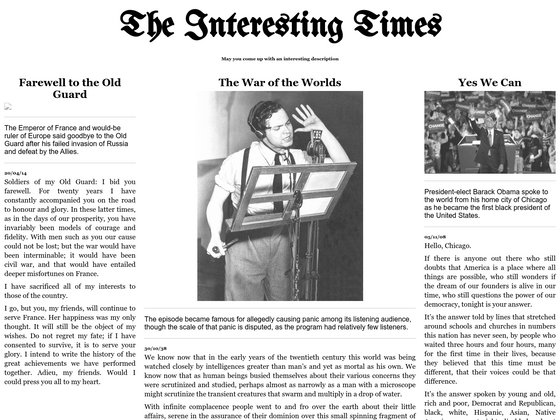 The Interesting Times
May you come up with an interesting description
Farewell to the Old
Guard
The Emperor of France and would-be
ruler of Europe said goodbye to the Old
Guard after his failed invasion of Russia
and defeat by the Allies.
20/04/14
Soldiers of my Old Guard: I bid you
farewell. For twenty years I have
constantly accompanied you on the road
to honour and glory. In these latter times,
as in the days of our prosperity, you have
invariably been models of courage and
fidelity. With men such as you our cause
could not be lost; but the war would have
been interminable; it would have been
civil war, and that would have entailed
deeper misfortunes on France.
I have sacrificed all of my interests to
those of the country.
I go, but you, my friends, will continue to
serve France. Her happiness was my only
thought. It will still be the object of my
wishes. Do not regret my fate; if I have
consented to survive, it is to serve your
glory. I intend to write the history of the
great achievements we have performed
together. Adieu, my friends. Would I
could press you all to my heart.
The War of the Worlds
The episode became famous for allegedly causing panic among its listening audience,
though the scale of that panic is disputed, as the program had relatively few listeners.
30/10/38
We know now that in the early years of the twentieth century this world was being
watched closely by intelligences greater than man's and yet as mortal as his own. We
know now that as human beings busied themselves about their various concerns they
were scrutinized and studied, perhaps almost as narrowly as a man with a microscope
might scrutinize the transient creatures that swarm and multiply in a drop of water.
With infinite complacence people went to and fro over the earth about their little
affairs, serene in the assurance of their dominion over this small spinning fragment of
Yes We Can
President-elect Barack Obama spoke to
the world from his home city of Chicago
as he became the first black president of
the United States.
05/11/08
Hello, Chicago.
If there is anyone out there who still
doubts that America is a place where all
things are possible, who still wonders if
the dream of our founders is alive in our
time, who still questions the power of our
democracy, tonight is your answer.
It's the answer told by lines that stretched
around schools and churches in numbers
this nation has never seen, by people who
waited three hours and four hours, many
for the first time in their lives, because
they believed that this time must be
different, that their voices could be that
difference.
It's the answer spoken by young and old,
rich and poor, Democrat and Republican,
black, white, Hispanic, Asian, Native